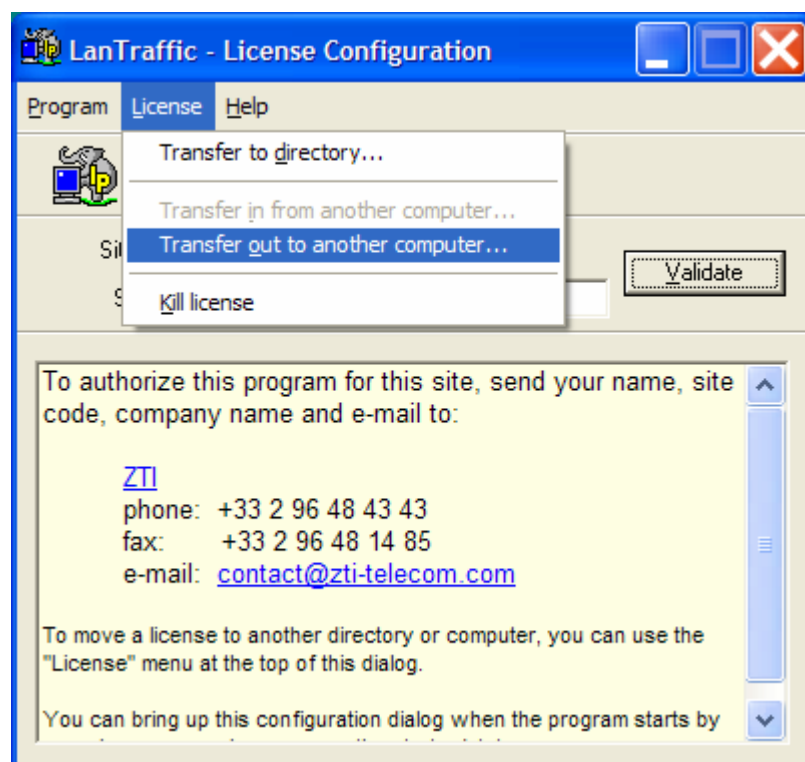 LanTraffic - License Configuration
Program License Help
Transfer to directory...
Transfer in from another computer...
Transfer out to another computer...
Kill license
Validate
To authorize this program for this site, send your name, site
code, company name and e-mail to:
ZTI
phone: +33 2 96 48 43 43
fax: +33 2 96 48 14 85
e-mail: contact@zti-telecom.com
To move a license to another directory or computer, you can use the
"License" menu at the top of this dialog.
You can bring up this configuration dialog when the program starts by